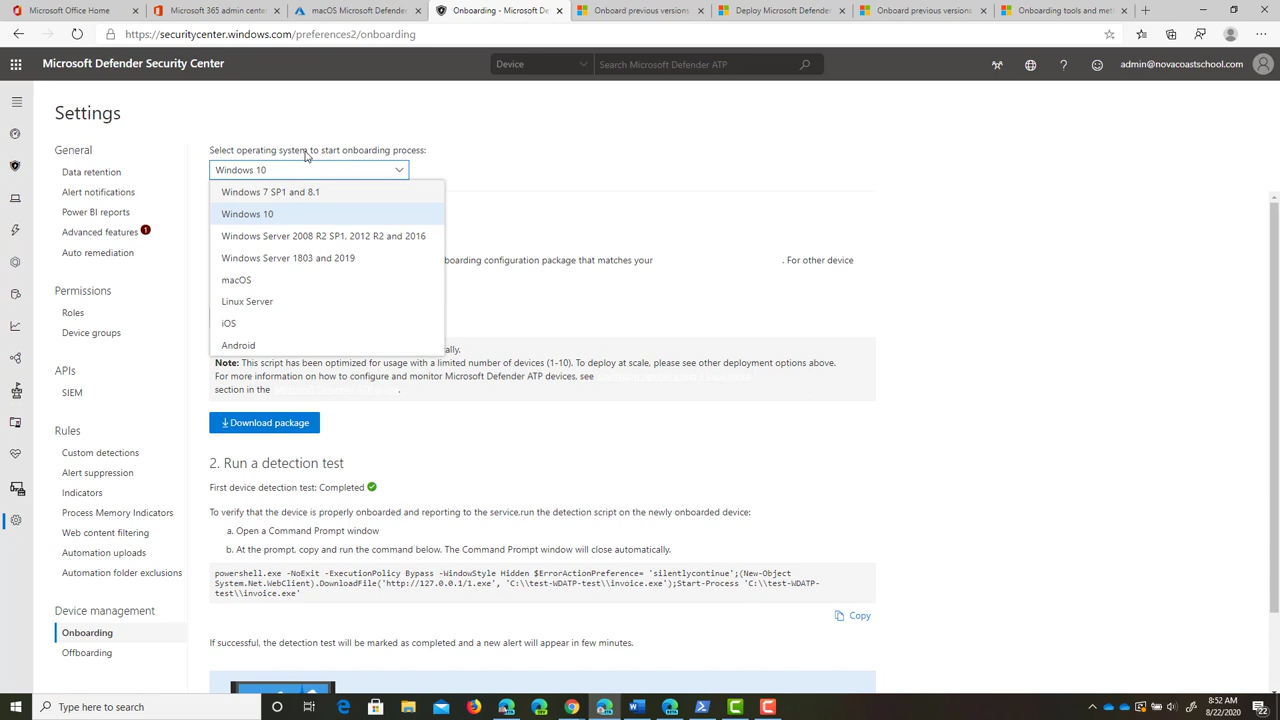 Microsoft Office Home
Microsoft 365 admin center
macOS Microsoft Defender
Onboarding - Microsoft De
Onboard previous versions
Deploy Microsoft Defender
Onboard previous versions
Onboarding tools and met
https://securitycenter.windows.com/preferences2/onboarding
Microsoft Defender Security Center
Device
Search Microsoft Defender ATP
admin@novacoastschool.com
Settings
General
Data retention
Alert notifications
Power BI reports
Advanced features 1
Auto remediation
Permissions
Roles
Device groups
APIs
SIEM
Rules
Custom detections
Alert suppression
Indicators
Process Memory Indicators
Web content filtering
Automation uploads
Automation folder exclusions
Device management
Onboarding
Offboarding
Select operating system to start onboarding process:
Windows 10
Windows 7 SP1 and 8.1
Windows 10
Windows Server 2008 R2 SP1, 2012 R2 and 2016
Windows Server 1803 and 2019
macOS
Linux Server
iOS
Android
boarding configuration package that matches your . For other device
ally.
Note: This script has been optimized for usage with a limited number of devices (1-10). To deploy at scale, please see other deployment options above.
For more information on how to configure and monitor Microsoft Defender ATP devices, see
section in the .
Download package
2. Run a detection test
First device detection test: Completed
To verify that the device is properly onboarded and reporting to the service,run the detection script on the newly onboarded device:
a. Open a Command Prompt window
b. At the prompt, copy and run the command below. The Command Prompt window will close automatically.
powershell.exe -NoExit -ExecutionPolicy Bypass -WindowStyle Hidden $ErrorActionPreference= 'silentlycontinue';(New-Object
System.Net.WebClient).DownloadFile('http://127.0.0.1/1.exe', 'C:\\test-WDATP-test\\invoice.exe');Start-Process 'C:\\test-WDATP-
test\\invoice.exe'
Copy
If successful, the detection test will be marked as completed and a new alert will appear in few minutes.
Type here to search
8:52 AM
8/22/2020